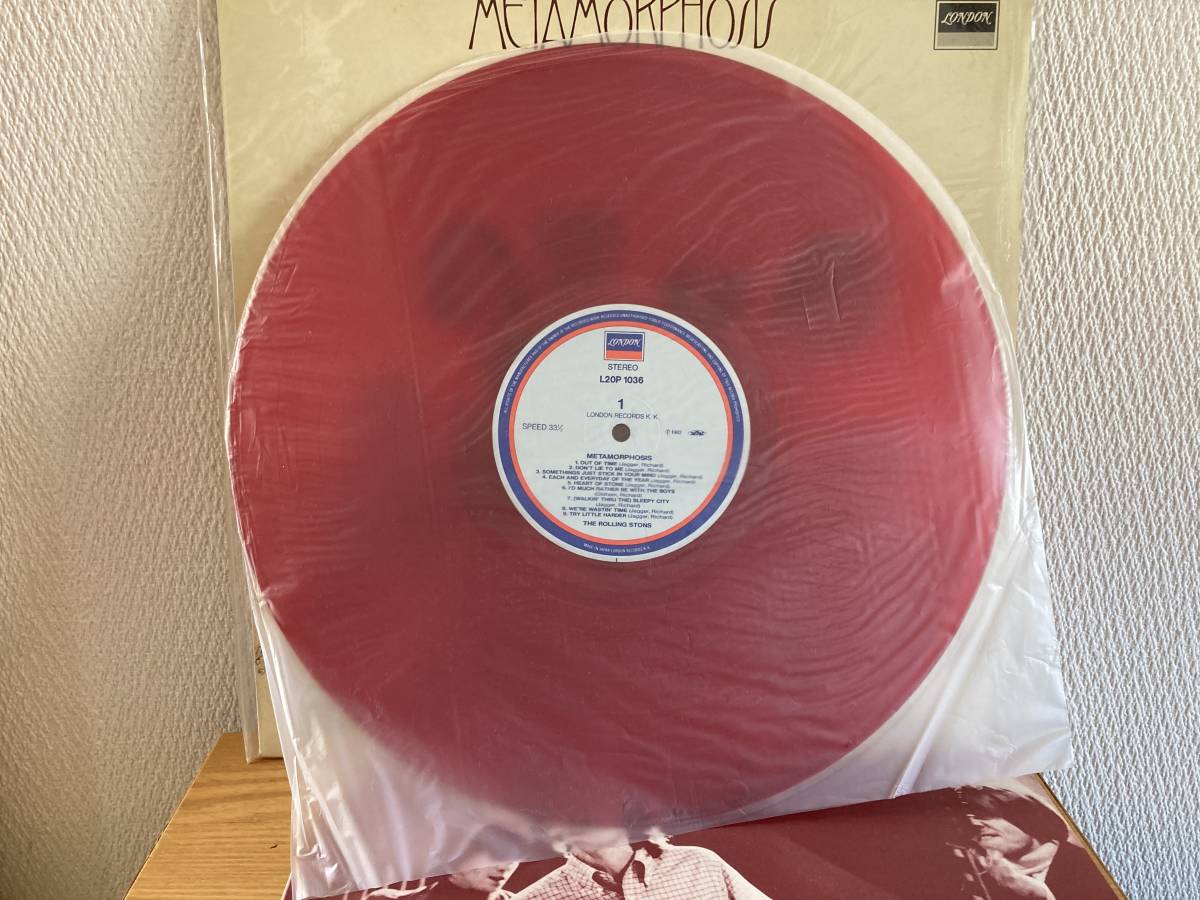 METAMORPHOSIS
LONDON
LONDON
STEREO
L20P 1036
1
LONDON RECORDS K. K.
SPEED 33⅓
℗ 1982
METAMORPHOSIS
1. OUT OF TIME (Jagger, Richard)
2. DON'T LIE TO ME (Jagger, Richard)
3. SOMETHINGS JUST STICK IN YOUR MIND (Jagger, Richard)
4. EACH AND EVERYDAY OF THE YEAR (Jagger, Richard)
5. HEART OF STONE (Jagger, Richard)
6. I'D MUCH RATHER BE WITH THE BOYS
(Oldham, Richard)
7. (WALKIN' THRU THE) SLEEPY CITY
(Jagger, Richard)
8. WE'RE WASTIN' TIME (Jagger, Richard)
9. TRY LITTLE HARDER (Jagger, Richard)
THE ROLLING STONS